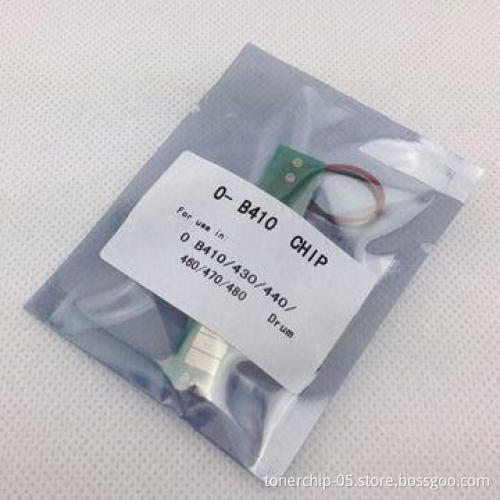 O- B410 CHIP
For use in:
O B410/430/440/
460/470/480
Drum
tonerchip-05.store.bossgoo.com